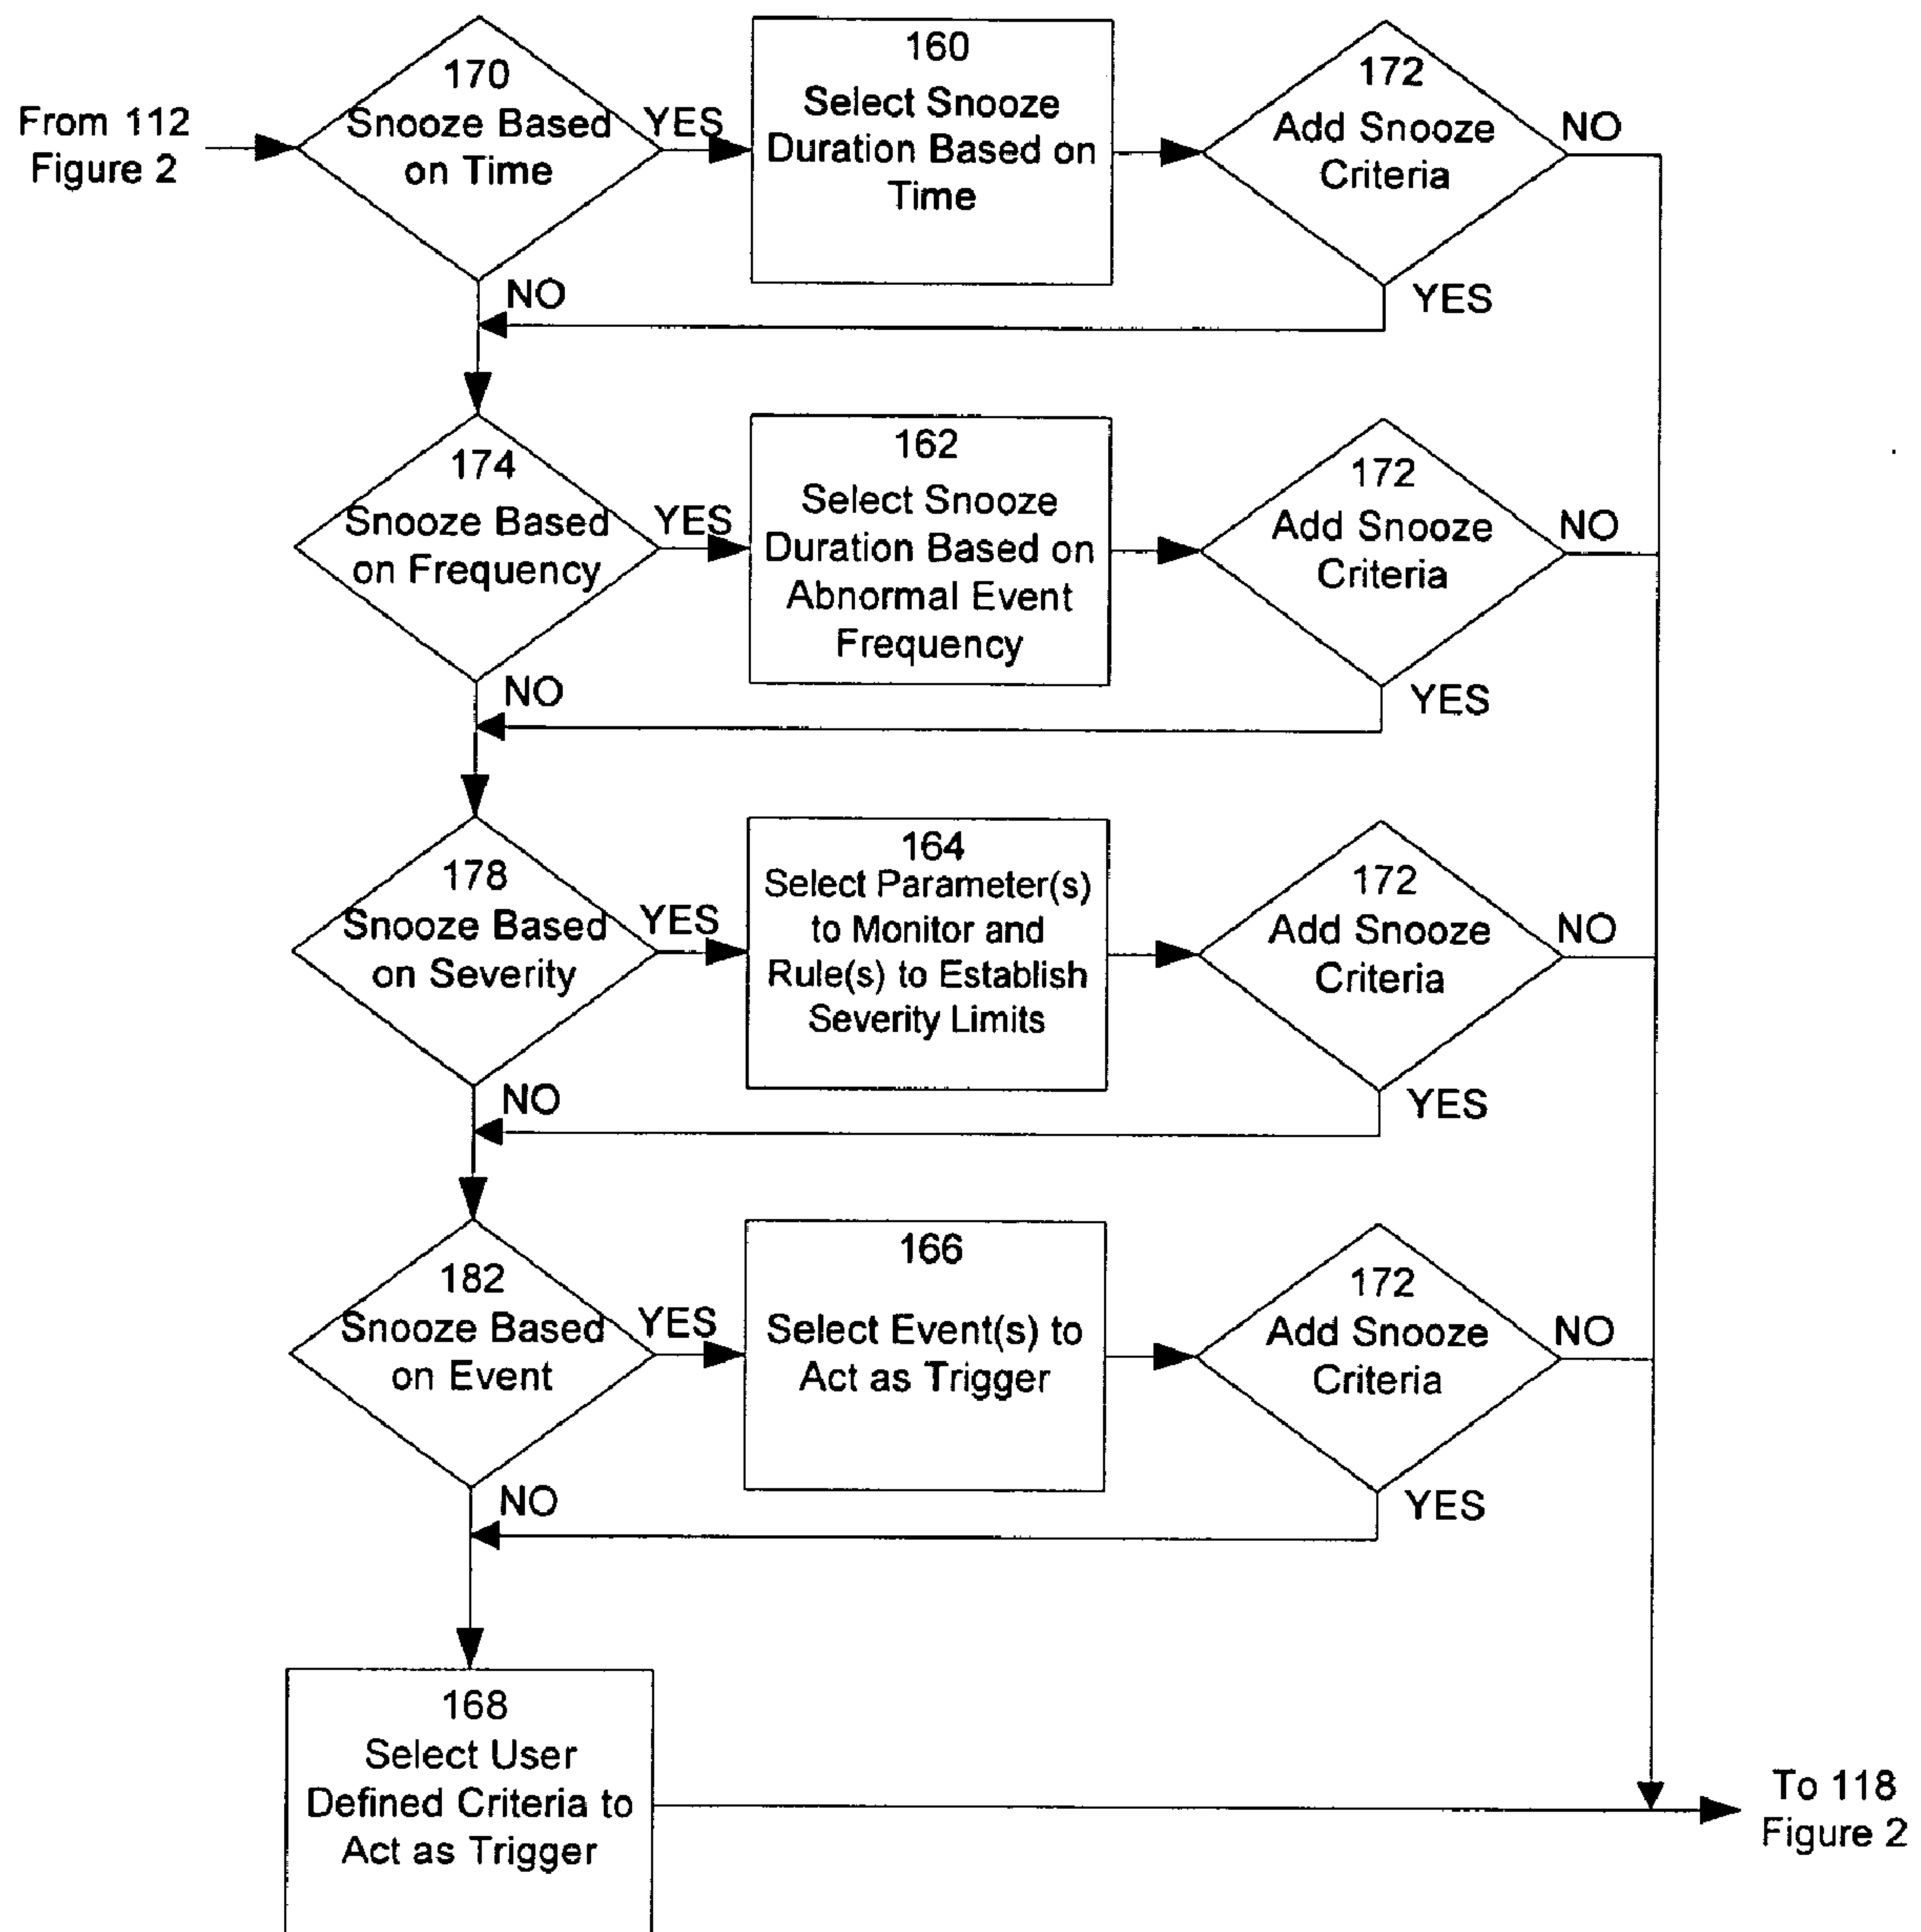 From 112
Figure 2
170
Snooze Based
on Time
YES
160
Select Snooze
Duration Based on
Time
172
Add Snooze
Criteria
NO
NO
YES
174
Snooze Based
on Frequency
YES
162
Select Snooze
Duration Based on
Abnormal Event
Frequency
172
Add Snooze
Criteria
NO
NO
YES
178
Snooze Based
on Severity
YES
164
Select Parameter(s)
to Monitor and
Rule(s) to Establish
Severity Limits
172
Add Snooze
Criteria
NO
NO
YES
182
Snooze Based
on Event
YES
166
Select Event(s) to
Act as Trigger
172
Add Snooze
Criteria
NO
NO
YES
168
Select User
Defined Criteria to
Act as Trigger
To 118
Figure 2